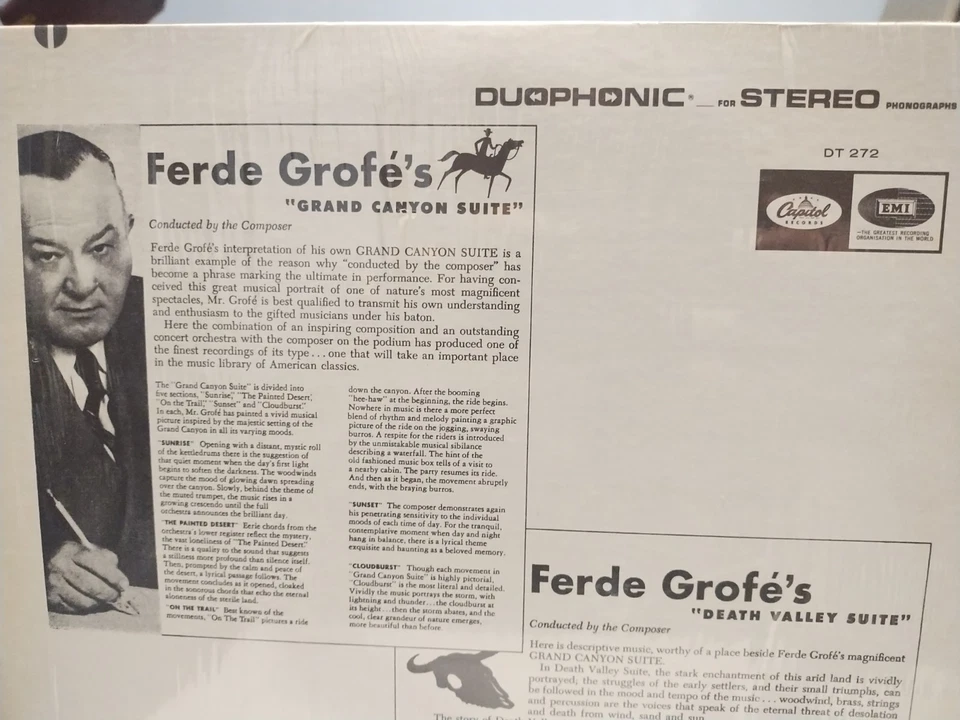 DUOPHONIC® — FOR STEREO PHONOGRAPHS
DT 272
Capitol
RECORDS
EMI
—THE GREATEST RECORDING
ORGANISATION IN THE WORLD
Ferde Grofé's
"GRAND CANYON SUITE"
Conducted by the Composer
Ferde Grofé's interpretation of his own GRAND CANYON SUITE is a
brilliant example of the reason why "conducted by the composer" has
become a phrase marking the ultimate in performance. For having con-
ceived this great musical portrait of one of nature's most magnificent
spectacles, Mr. Grofé is best qualified to transmit his own understanding
and enthusiasm to the gifted musicians under his baton.
Here the combination of an inspiring composition and an outstanding
concert orchestra with the composer on the podium has produced one of
the finest recordings of its type . . . one that will take an important place
in the music library of American classics.
The "Grand Canyon Suite" is divided into
five sections, "Sunrise," "The Painted Desert,"
"On the Trail," "Sunset" and "Cloudburst."
In each, Mr. Grofé has painted a vivid musical
picture inspired by the majestic setting of the
Grand Canyon in all its varying moods.
"SUNRISE" Opening with a distant, mystic roll
of the kettledrums there is the suggestion of
that quiet moment when the day's first light
begins to soften the darkness. The woodwinds
capture the mood of glowing dawn spreading
over the canyon. Slowly, behind the theme of
the muted trumpet, the music rises in a
growing crescendo until the full
orchestra announces the brilliant day.
"THE PAINTED DESERT" Eerie chords from the
orchestra's lower register reflect the mystery,
the vast loneliness of "The Painted Desert."
There is a quality to the sound that suggests
a stillness more profound than silence itself.
Then, prompted by the calm and peace of
the desert, a lyrical passage follows. The
movement concludes as it opened, cloaked
in the sonorous chords that echo the eternal
aloneness of the sterile land.
"ON THE TRAIL" Best known of the
movements, "On The Trail" pictures a ride
down the canyon. After the booming
"hee-haw" at the beginning, the ride begins.
Nowhere in music is there a more perfect
blend of rhythm and melody painting a graphic
picture of the ride on the jogging, swaying
burros. A respite for the riders is introduced
by the unmistakable musical sibilance
describing a waterfall. The hint of the
old fashioned music box tells of a visit to
a nearby cabin. The party resumes its ride.
And then as it began, the movement abruptly
ends, with the braying burros.
"SUNSET" The composer demonstrates again
his penetrating sensitivity to the individual
moods of each time of day. For the tranquil,
contemplative moment when day and night
hang in balance, there is a lyrical theme
exquisite and haunting as a beloved memory.
"CLOUDBURST" Though each movement in
"Grand Canyon Suite" is highly pictorial,
"Cloudburst" is the most literal and detailed.
Vividly the music portrays the storm, with
lightning and thunder...the cloudburst at
its height...then the storm abates, and the
cool, clear grandeur of nature emerges,
more beautiful than before.
Ferde Grofé's
"DEATH VALLEY SUITE"
Conducted by the Composer
Here is descriptive music, worthy of a place beside Ferde Grofé's magnificent
GRAND CANYON SUITE.
In Death Valley Suite, the stark enchantment of this arid land is vividly
portrayed; the struggles of the early settlers, and their small triumphs, can
be followed in the mood and tempo of the music . . . woodwind, brass, strings
and percussion are the voices that speak of the eternal threat of desolation
and death from wind, sand and sun.
The story of Death